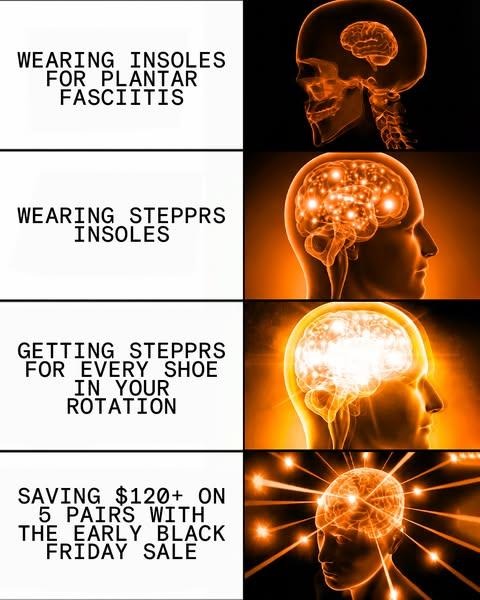 WEARING INSOLES
FOR PLANTAR
FASCIITIS
WEARING STEPPRS
INSOLES
GETTING STEPPRS
FOR EVERY SHOE
IN YOUR
ROTATION
SAVING $120+ ON
5 PAIRS WITH
THE EARLY BLACK
FRIDAY SALE